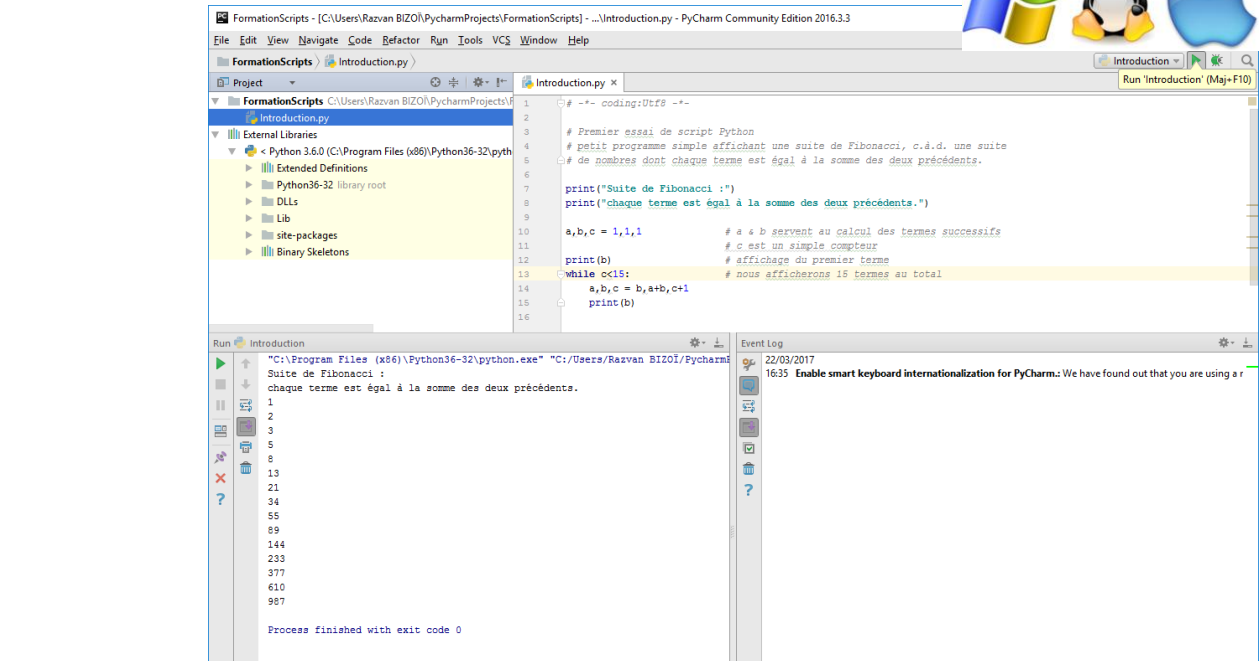 FormationScripts - [C:\Users\Razvan BIZOÏ\PycharmProjects\FormationScripts] - ...\Introduction.py - PyCharm Community Edition 2016.3.3
File Edit View Navigate Code Refactor Run Tools VCS Window Help
FormationScripts Introduction.py
Introduction
Run 'Introduction' (Maj+F10)
Project
FormationScripts C:\Users\Razvan BIZOÏ\PycharmProjects\F
Introduction.py
External Libraries
< Python 3.6.0 (C:\Program Files (x86)\Python36-32\pyth
Extended Definitions
Python36-32 library root
DLLs
Lib
site-packages
Binary Skeletons
Introduction.py
1 # -*- coding:Utf8 -*-
2
3 # Premier essai de script Python
4 # petit programme simple affichant une suite de Fibonacci, c.à.d. une suite
5 # de nombres dont chaque terme est égal à la somme des deux précédents.
6
7 print("Suite de Fibonacci :")
8 print("chaque terme est égal à la somme des deux précédents.")
9
10 a,b,c = 1,1,1 # a & b servent au calcul des termes successifs
11 # c est un simple compteur
12 print(b) # affichage du premier terme
13 while c<15: # nous afficherons 15 termes au total
14 a,b,c = b,a+b,c+1
15 print(b)
16
Run Introduction
"C:\Program Files (x86)\Python36-32\python.exe" "C:/Users/Razvan BIZOÏ/PycharmP
Suite de Fibonacci :
chaque terme est égal à la somme des deux précédents.
1
2
3
5
8
13
21
34
55
89
144
233
377
610
987
Process finished with exit code 0
Event Log
22/03/2017
16:35 Enable smart keyboard internationalization for PyCharm.: We have found out that you are using a r